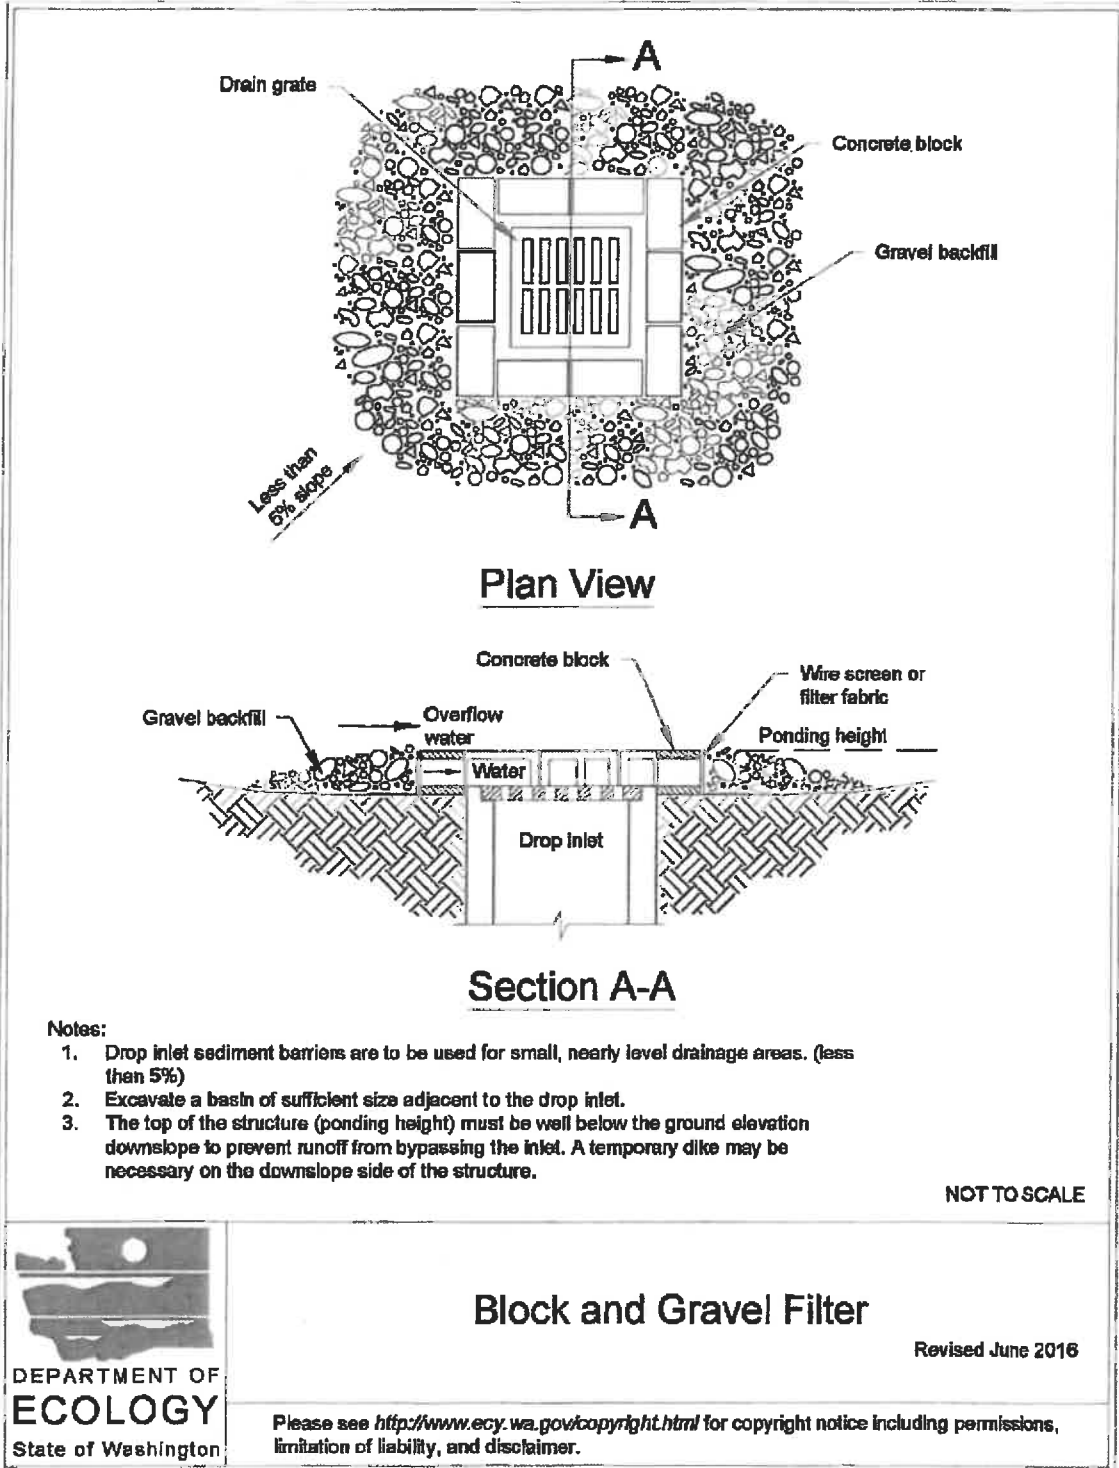 A
Drain grate
Concrete block
Gravel backfill
Less than
5% slope
A
Plan View
Concrete block
Wire screen or
filter fabric
Gravel backfill
Overflow
water
Ponding height
Water
Drop inlet
Section A-A
Notes:
1. Drop inlet sediment barriers are to be used for small, nearly level drainage areas. (less
than 5%)
2. Excavate a basin of sufficient size adjacent to the drop inlet.
3. The top of the structure (ponding height) must be well below the ground elevation
downslope to prevent runoff from bypassing the inlet. A temporary dike may be
necessary on the downslope side of the structure.
NOT TO SCALE
Block and Gravel Filter
Revised June 2016
DEPARTMENT OF
ECOLOGY
State of Washington
Please see http://www.ecy.wa.gov/copyright.html for copyright notice including permissions,
limitation of liability, and disclaimer.